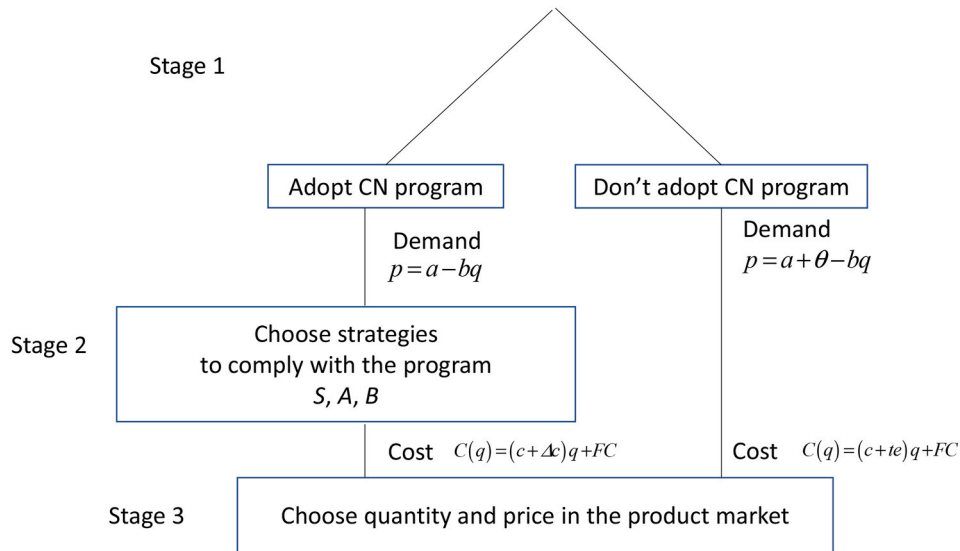 Stage 1
Adopt CN program
Don't adopt CN program
Demand
p = a − bq
Demand
p = a + θ − bq
Stage 2
Choose strategies
to comply with the program
S, A, B
Cost C(q) = (c + Δc)q + FC
Cost C(q) = (c + te)q + FC
Stage 3
Choose quantity and price in the product market